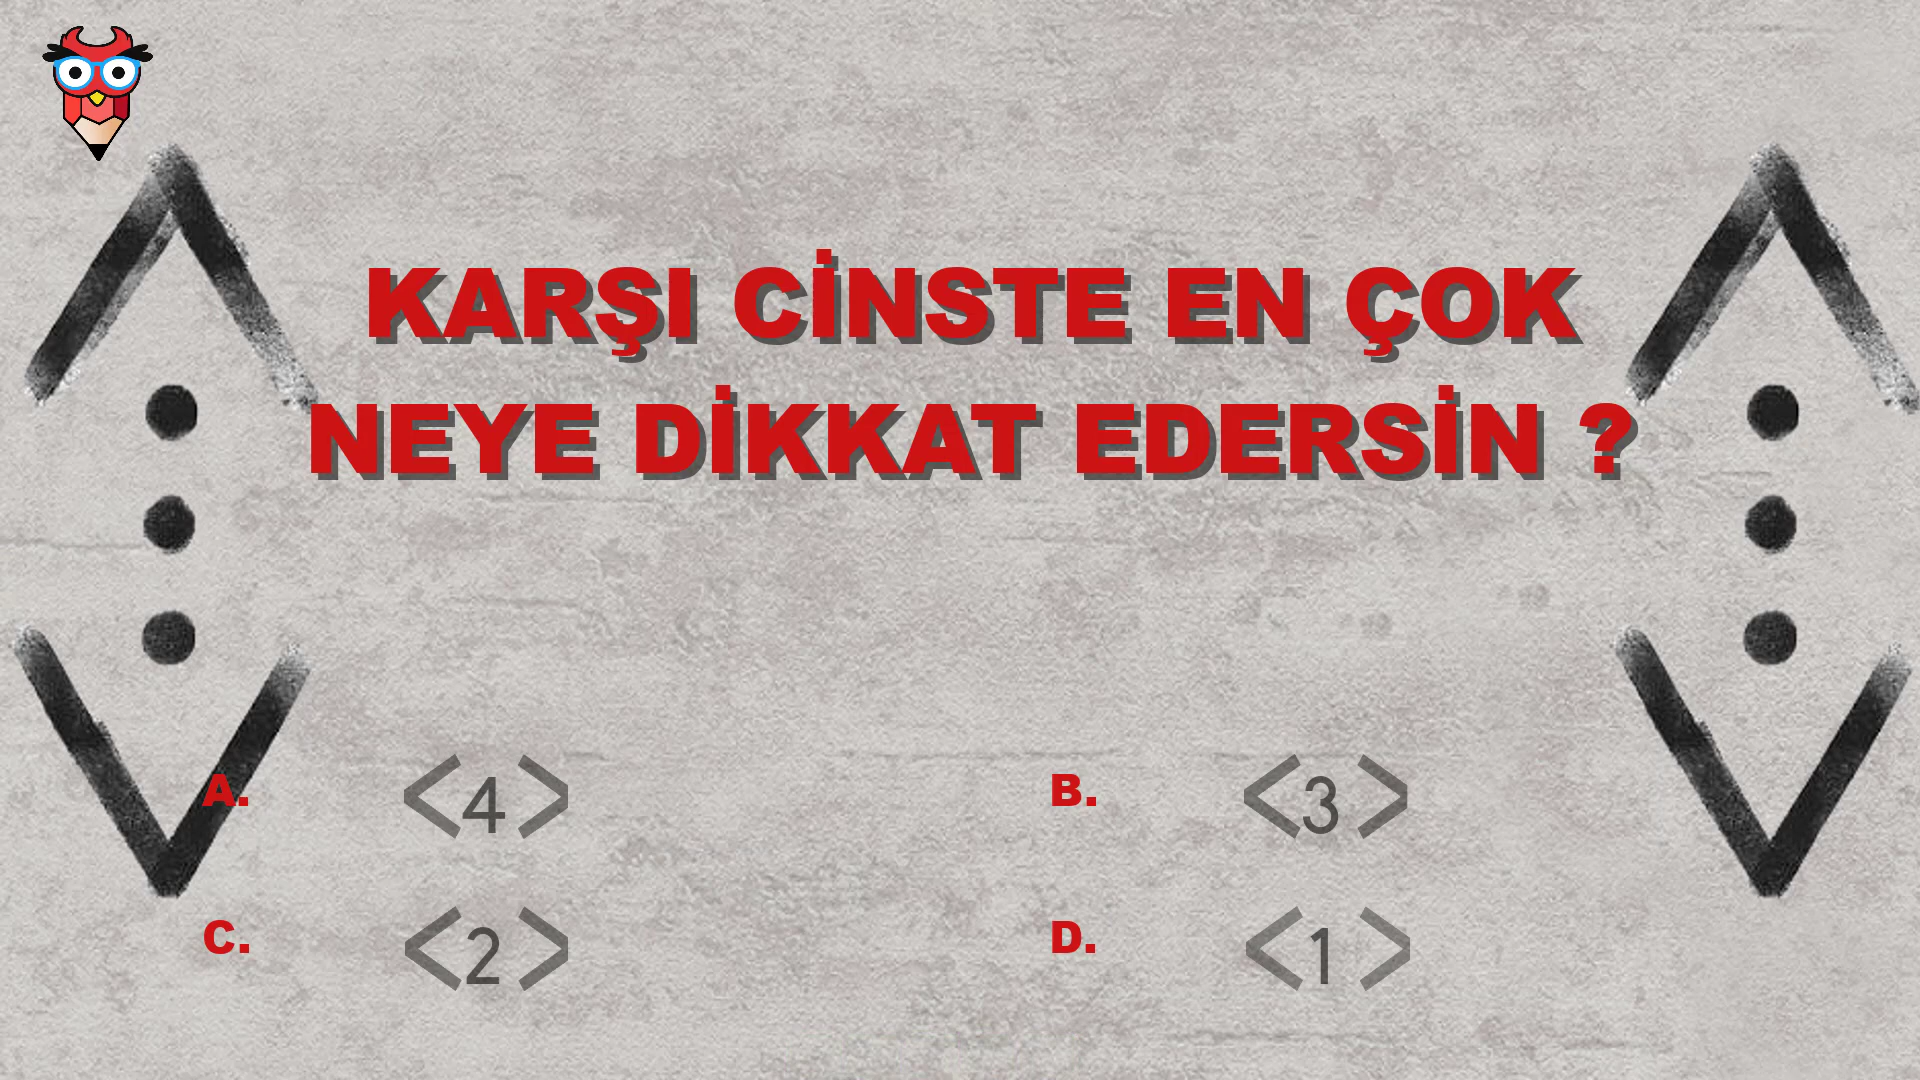 KARŞI CİNSTE EN ÇOK
NEYE DİKKAT EDERSİN ?
A. <4> B. <3>
C. <2> D. <1>